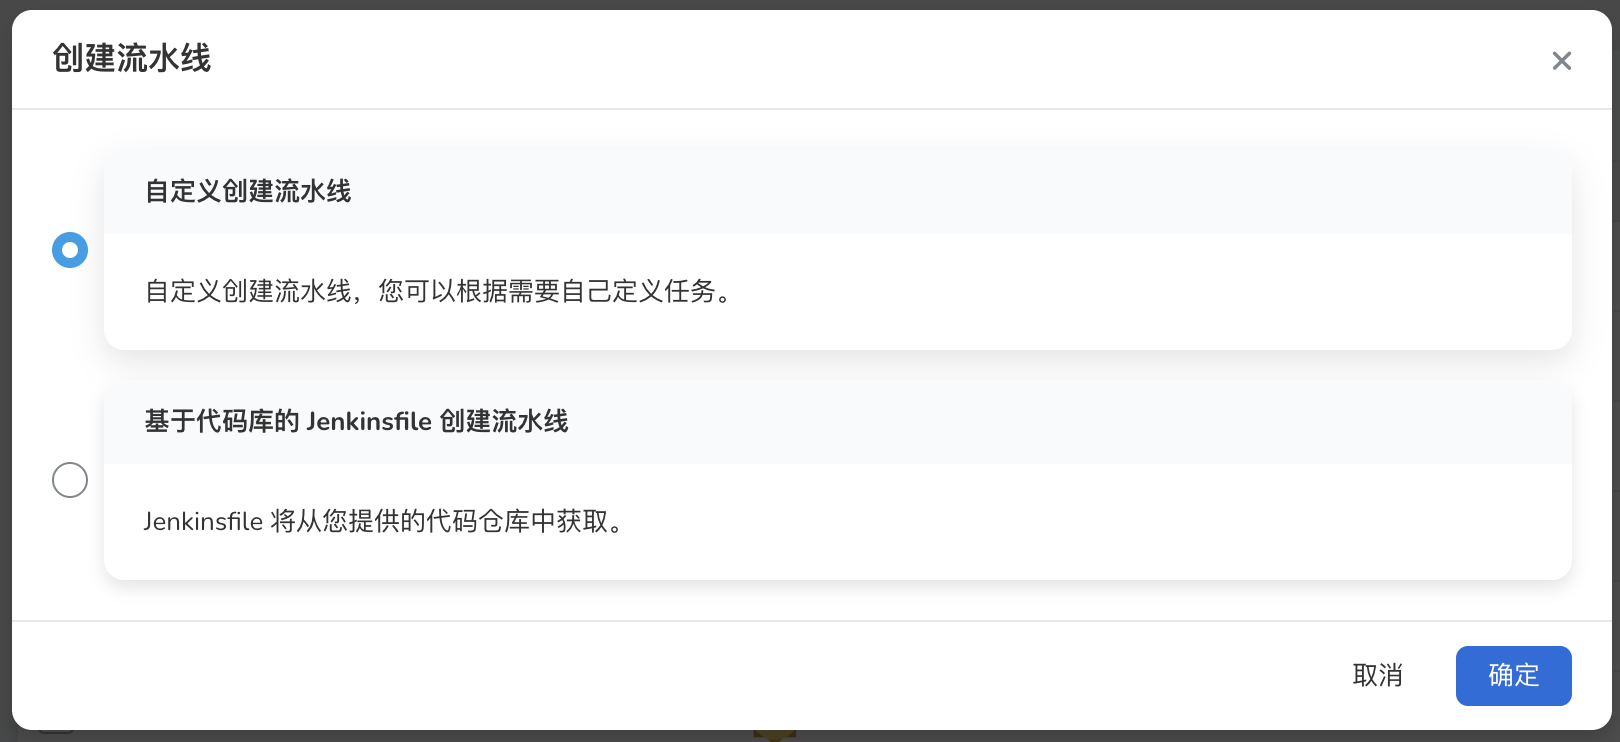 创建流水线
自定义创建流水线
自定义创建流水线，您可以根据需要自己定义任务。
基于代码库的 Jenkinsfile 创建流水线
Jenkinsfile 将从您提供的代码仓库中获取。
取消
确定